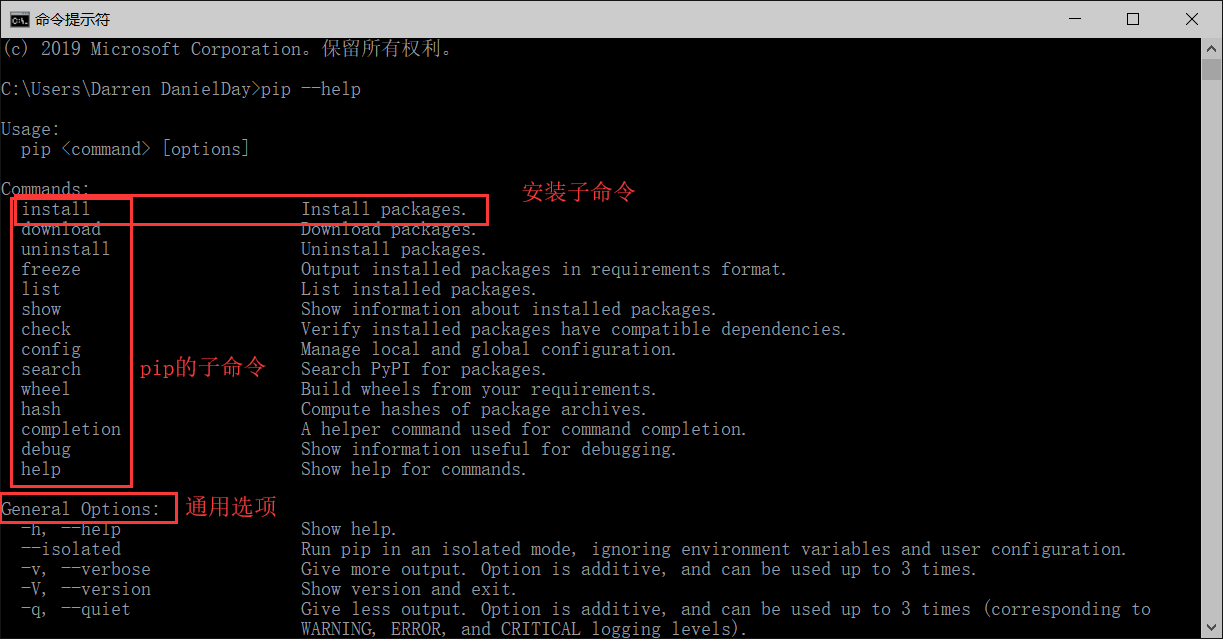 命令提示符
(c) 2019 Microsoft Corporation。保留所有权利。
C:\Users\Darren DanielDay>pip --help
Usage:
pip <command> [options]
Commands:
安装子命令
install Install packages.
download Download packages.
uninstall Uninstall packages.
freeze Output installed packages in requirements format.
list List installed packages.
show Show information about installed packages.
check Verify installed packages have compatible dependencies.
config Manage local and global configuration.
search Search PyPI for packages.
pip的子命令
wheel Build wheels from your requirements.
hash Compute hashes of package archives.
completion A helper command used for command completion.
debug Show information useful for debugging.
help Show help for commands.
General Options:
通用选项
-h, --help Show help.
--isolated Run pip in an isolated mode, ignoring environment variables and user configuration.
-v, --verbose Give more output. Option is additive, and can be used up to 3 times.
-V, --version Show version and exit.
-q, --quiet Give less output. Option is additive, and can be used up to 3 times (corresponding to
WARNING, ERROR, and CRITICAL logging levels).